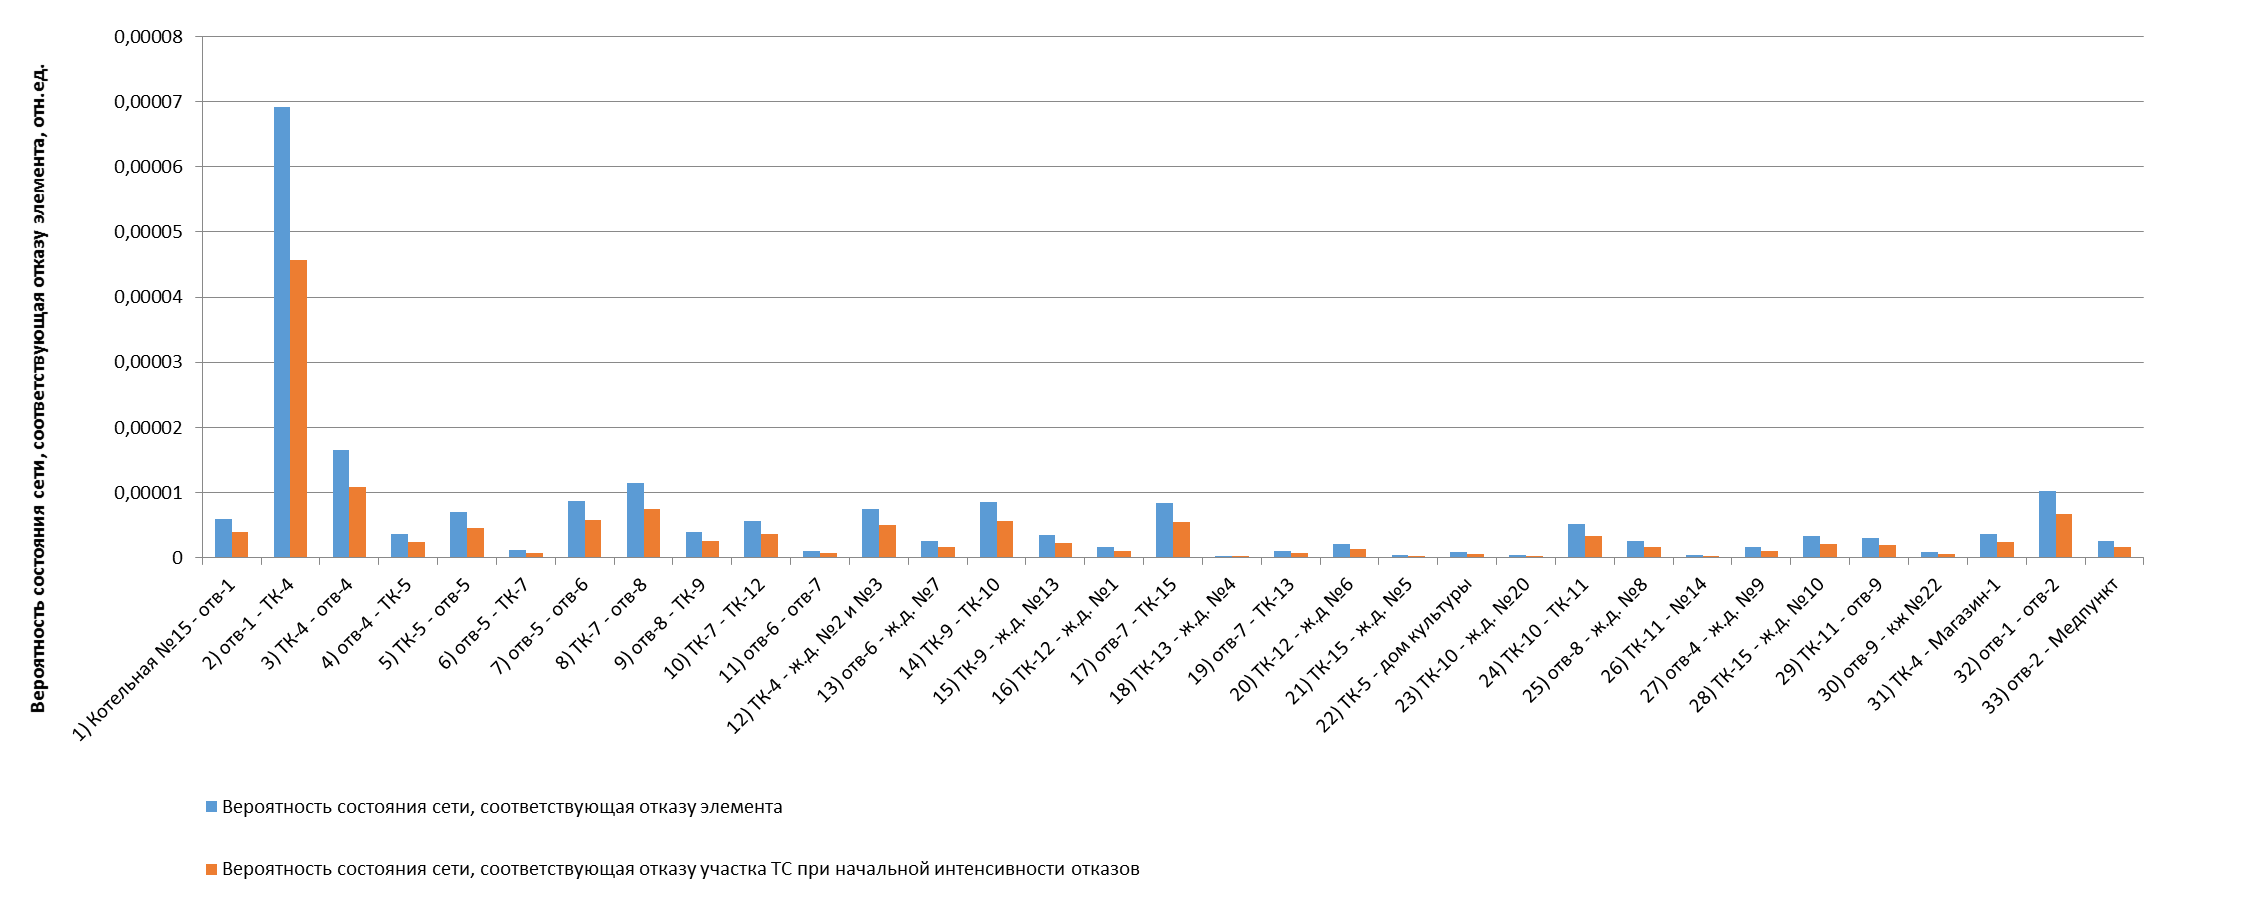 Вероятность состояния сети, соответствующая отказу элемента, отн.ед.
0,00008
0,00007
0,00006
0,00005
0,00004
0,00003
0,00002
0,00001
0
1) Котельная №15 - отв-1
2) отв-1 - ТК-4
3) ТК-4 - отв-4
4) отв-4 - ТК-5
5) ТК-5 - отв-5
6) отв-5 - ТК-7
7) отв-5 - отв-6
8) ТК-7 - отв-8
9) отв-8 - ТК-9
10) ТК-7 - ТК-12
11) отв-6 - отв-7
12) ТК-4 - ж.д. №2 и №3
13) отв-6 - ж.д. №7
14) ТК-9 - ТК-10
15) ТК-9 - ж.д. №13
16) ТК-12 - ж.д. №1
17) отв-7 - ТК-15
18) ТК-13 - ж.д. №4
19) отв-7 - ТК-13
20) ТК-12 - ж.д №6
21) ТК-15 - ж.д. №5
22) ТК-5 - дом культуры
23) ТК-10 - ж.д. №20
24) ТК-10 - ТК-11
25) отв-8 - ж.д. №8
26) ТК-11 - №14
27) отв-4 - ж.д. №9
28) ТК-15 - ж.д. №10
29) ТК-11 - отв-9
30) отв-9 - кж №22
31) ТК-4 - Магазин-1
32) отв-1 - отв-2
33) отв-2 - Медпункт
Вероятность состояния сети, соответствующая отказу элемента
Вероятность состояния сети, соответствующая отказу участка ТС при начальной интенсивности отказов